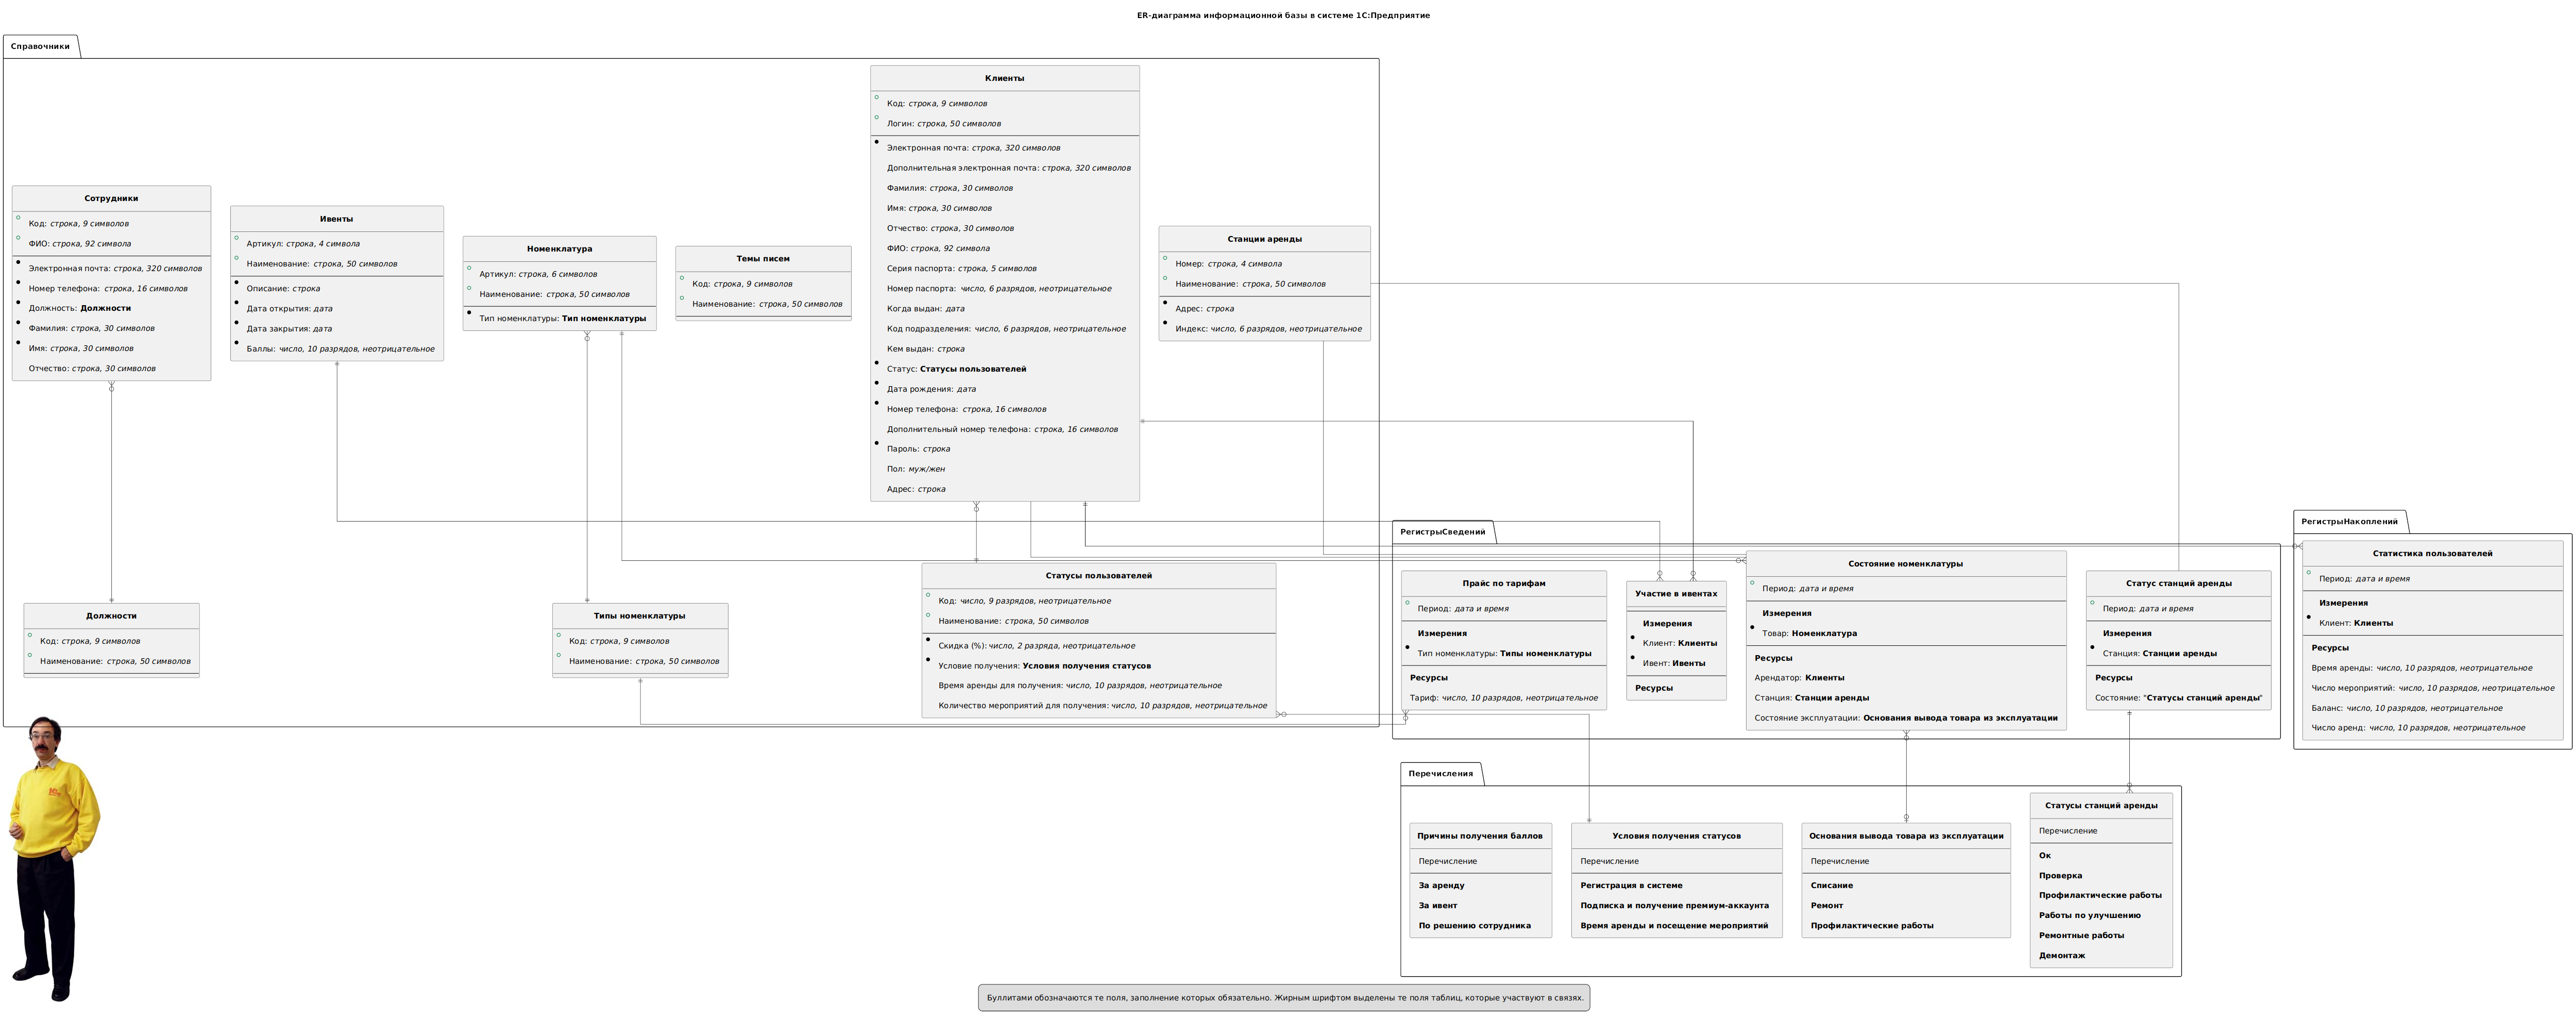 ER-диаграмма информационной базы в системе 1С:Предприятие
Справочники
Клиенты
Код: строка, 9 символов
Логин: строка, 50 символов
Электронная почта: строка, 320 символов
Дополнительная электронная почта: строка, 320 символов
Фамилия: строка, 30 символов
Имя: строка, 30 символов
Отчество: строка, 30 символов
ФИО: строка, 92 символа
Серия паспорта: строка, 5 символов
Номер паспорта: число, 6 разрядов, неотрицательное
Когда выдан: дата
Код подразделения: число, 6 разрядов, неотрицательное
Кем выдан: строка
Статус: Статусы пользователей
Дата рождения: дата
Номер телефона: строка, 16 символов
Дополнительный номер телефона: строка, 16 символов
Пароль: строка
Пол: муж/жен
Адрес: строка
Сотрудники
Код: строка, 9 символов
ФИО: строка, 92 символа
Электронная почта: строка, 320 символов
Номер телефона: строка, 16 символов
Должность: Должности
Фамилия: строка, 30 символов
Имя: строка, 30 символов
Отчество: строка, 30 символов
Ивенты
Артикул: строка, 4 символа
Наименование: строка, 50 символов
Описание: строка
Дата открытия: дата
Дата закрытия: дата
Баллы: число, 10 разрядов, неотрицательное
Номенклатура
Артикул: строка, 6 символов
Наименование: строка, 50 символов
Тип номенклатуры: Тип номенклатуры
Темы писем
Код: строка, 9 символов
Наименование: строка, 50 символов
Станции аренды
Номер: строка, 4 символа
Наименование: строка, 50 символов
Адрес: строка
Индекс: число, 6 разрядов, неотрицательное
Должности
Код: строка, 9 символов
Наименование: строка, 50 символов
Типы номенклатуры
Код: строка, 9 символов
Наименование: строка, 50 символов
Статусы пользователей
Код: число, 9 разрядов, неотрицательное
Наименование: строка, 50 символов
Скидка (%): число, 2 разряда, неотрицательное
Условие получения: Условия получения статусов
Время аренды для получения: число, 10 разрядов, неотрицательное
Количество мероприятий для получения: число, 10 разрядов, неотрицательное
РегистрыСведений
Прайс по тарифам
Период: дата и время
Измерения
Тип номенклатуры: Типы номенклатуры
Ресурсы
Тариф: число, 10 разрядов, неотрицательное
Участие в ивентах
Измерения
Клиент: Клиенты
Ивент: Ивенты
Ресурсы
Состояние номенклатуры
Период: дата и время
Измерения
Товар: Номенклатура
Ресурсы
Арендатор: Клиенты
Станция: Станции аренды
Состояние эксплуатации: Основания вывода товара из эксплуатации
Статус станций аренды
Период: дата и время
Измерения
Станция: Станции аренды
Ресурсы
Состояние: "Статусы станций аренды"
РегистрыНакоплений
Статистика пользователей
Период: дата и время
Измерения
Клиент: Клиенты
Ресурсы
Время аренды: число, 10 разрядов, неотрицательное
Число мероприятий: число, 10 разрядов, неотрицательное
Баланс: число, 10 разрядов, неотрицательное
Число аренд: число, 10 разрядов, неотрицательное
Перечисления
Причины получения баллов
Перечисление
За аренду
За ивент
По решению сотрудника
Условия получения статусов
Перечисление
Регистрация в системе
Подписка и получение премиум-аккаунта
Время аренды и посещение мероприятий
Основания вывода товара из эксплуатации
Перечисление
Списание
Ремонт
Профилактические работы
Статусы станций аренды
Перечисление
Ок
Проверка
Профилактические работы
Работы по улучшению
Ремонтные работы
Демонтаж
Буллитами обозначаются те поля, заполнение которых обязательно. Жирным шрифтом выделены те поля таблиц, которые участвуют в связях.